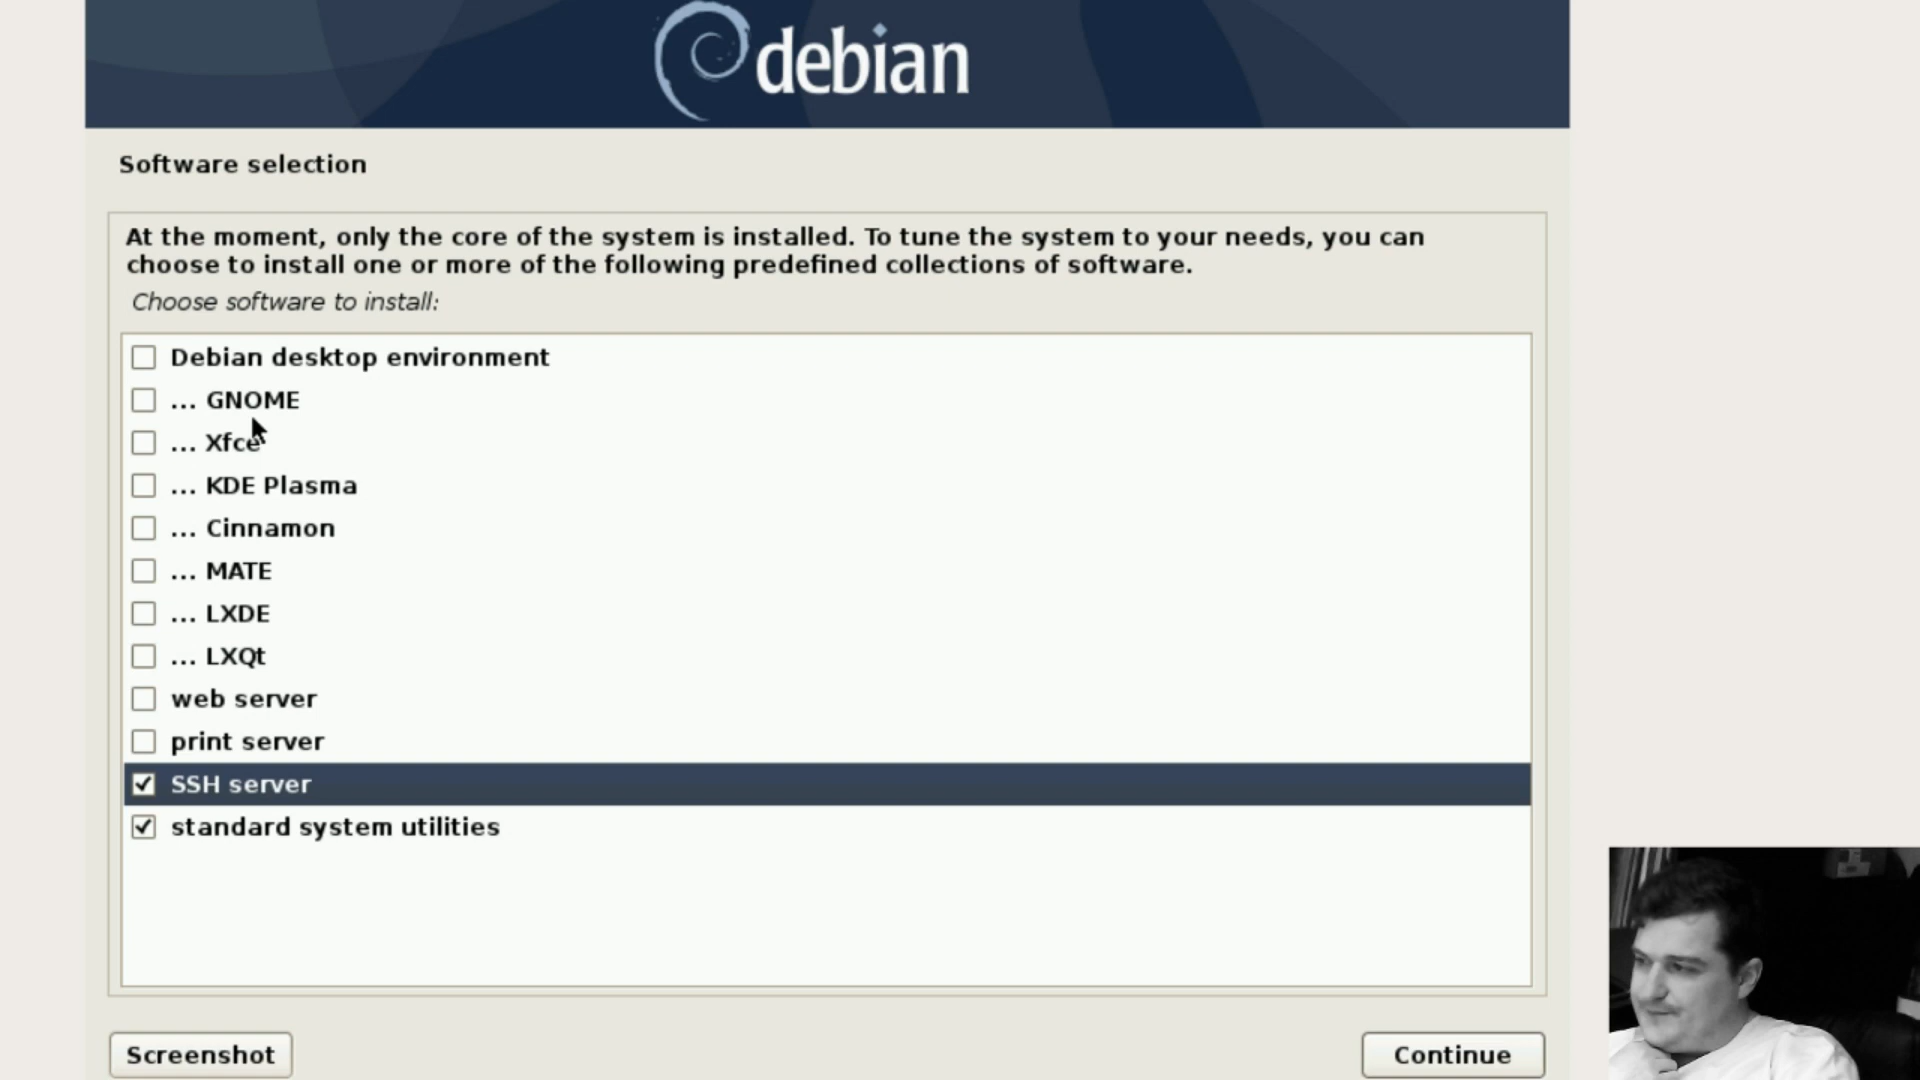 debian
Software selection
At the moment, only the core of the system is installed. To tune the system to your needs, you can
choose to install one or more of the following predefined collections of software.
Choose software to install:
Debian desktop environment
... GNOME
... Xfce
... KDE Plasma
... Cinnamon
... MATE
... LXDE
... LXQt
web server
print server
SSH server
standard system utilities
Screenshot
Continue